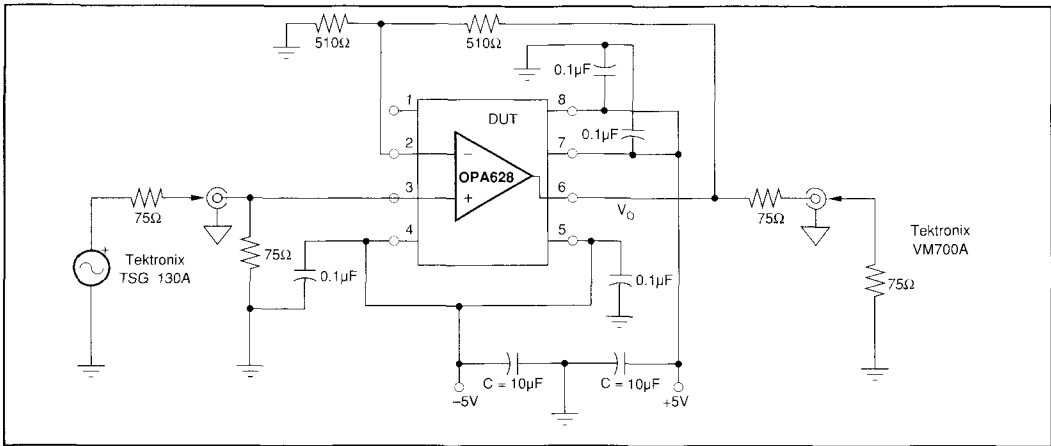 510Ω
510Ω
0.1µF
1
8
DUT
0.1µF
2
7
−
OPA628
3
6
+
75Ω
VO
75Ω
4
5
Tektronix
TSG 130A
75Ω
0.1µF
0.1µF
Tektronix
VM700A
75Ω
C = 10µF
C = 10µF
−5V
+5V